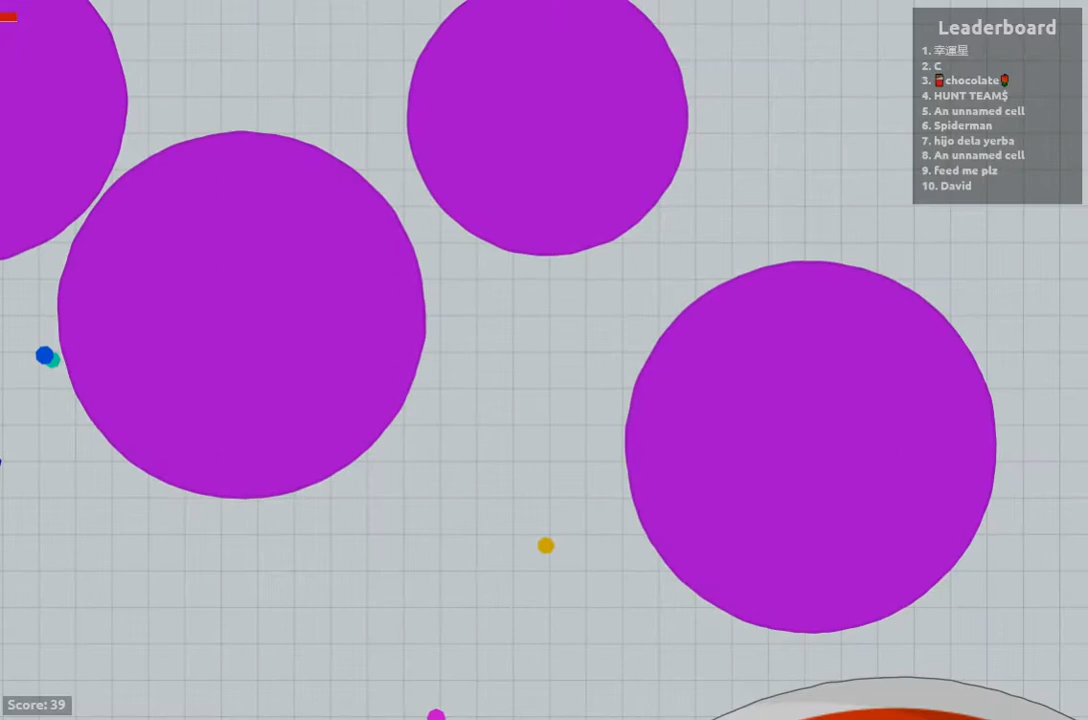 Leaderboard
1. 幸運星
2. C
3. chocolate
4. HUNT TEAM$
5. An unnamed cell
6. Spiderman
7. hijo dela yerba
8. An unnamed cell
9. feed me plz
10. David
Score: 39